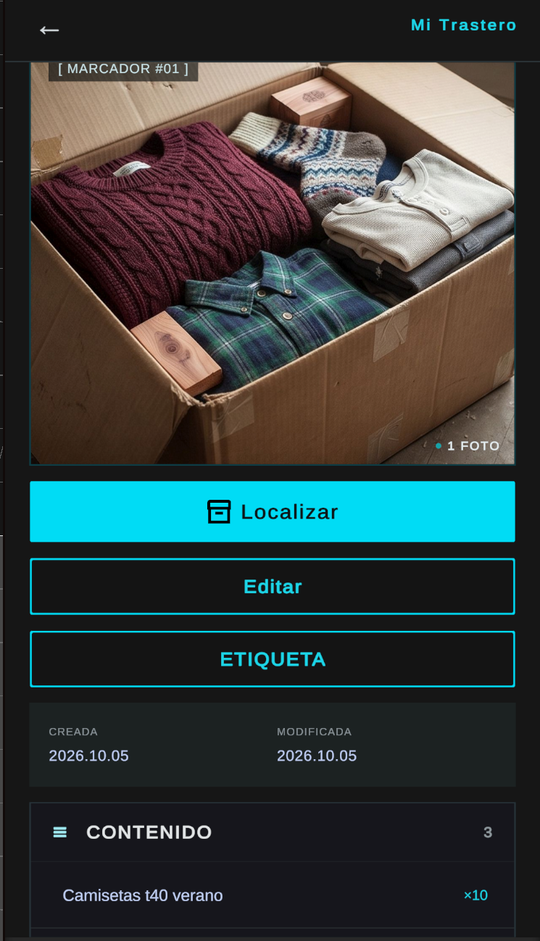 ←
Mi Trastero
[ MARCADOR #01 ]
1 FOTO
Localizar
Editar
ETIQUETA
CREADA
MODIFICADA
2026.10.05
2026.10.05
CONTENIDO
3
Camisetas t40 verano
×10